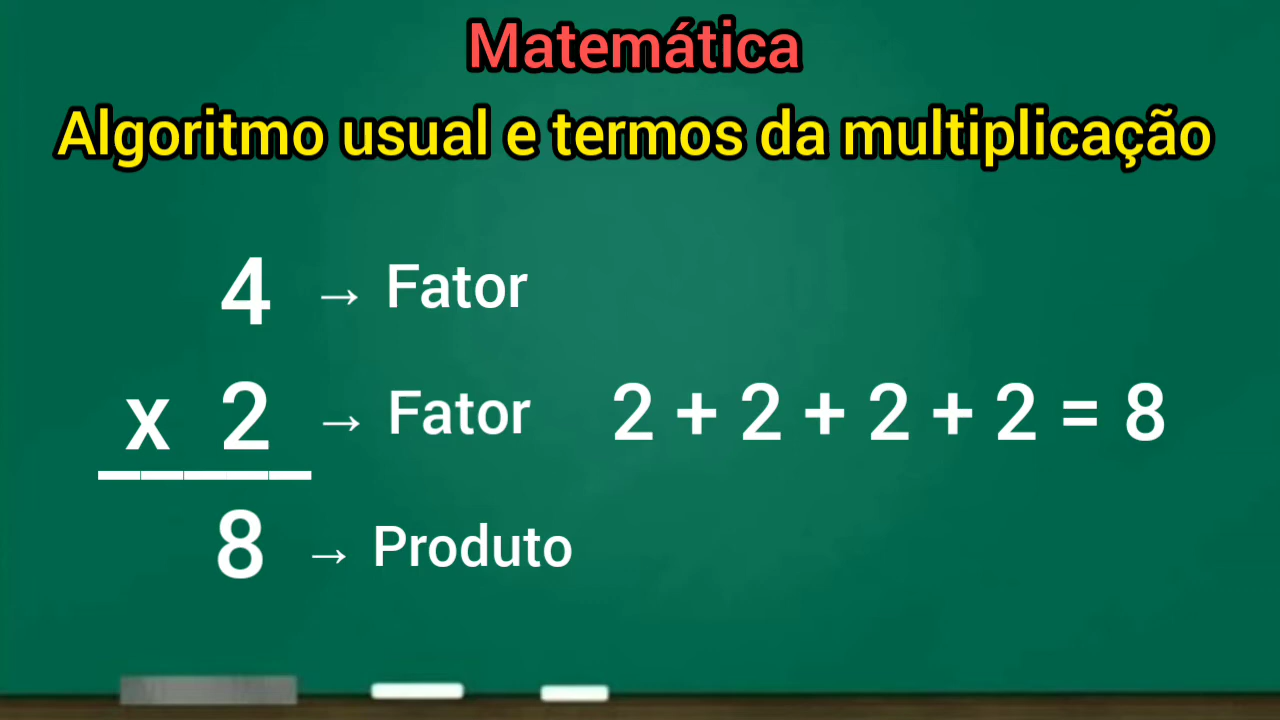 Matemática
Algoritmo usual e termos da multiplicação
4 → Fator
x 2 → Fator 2 + 2 + 2 + 2 = 8
8 → Produto